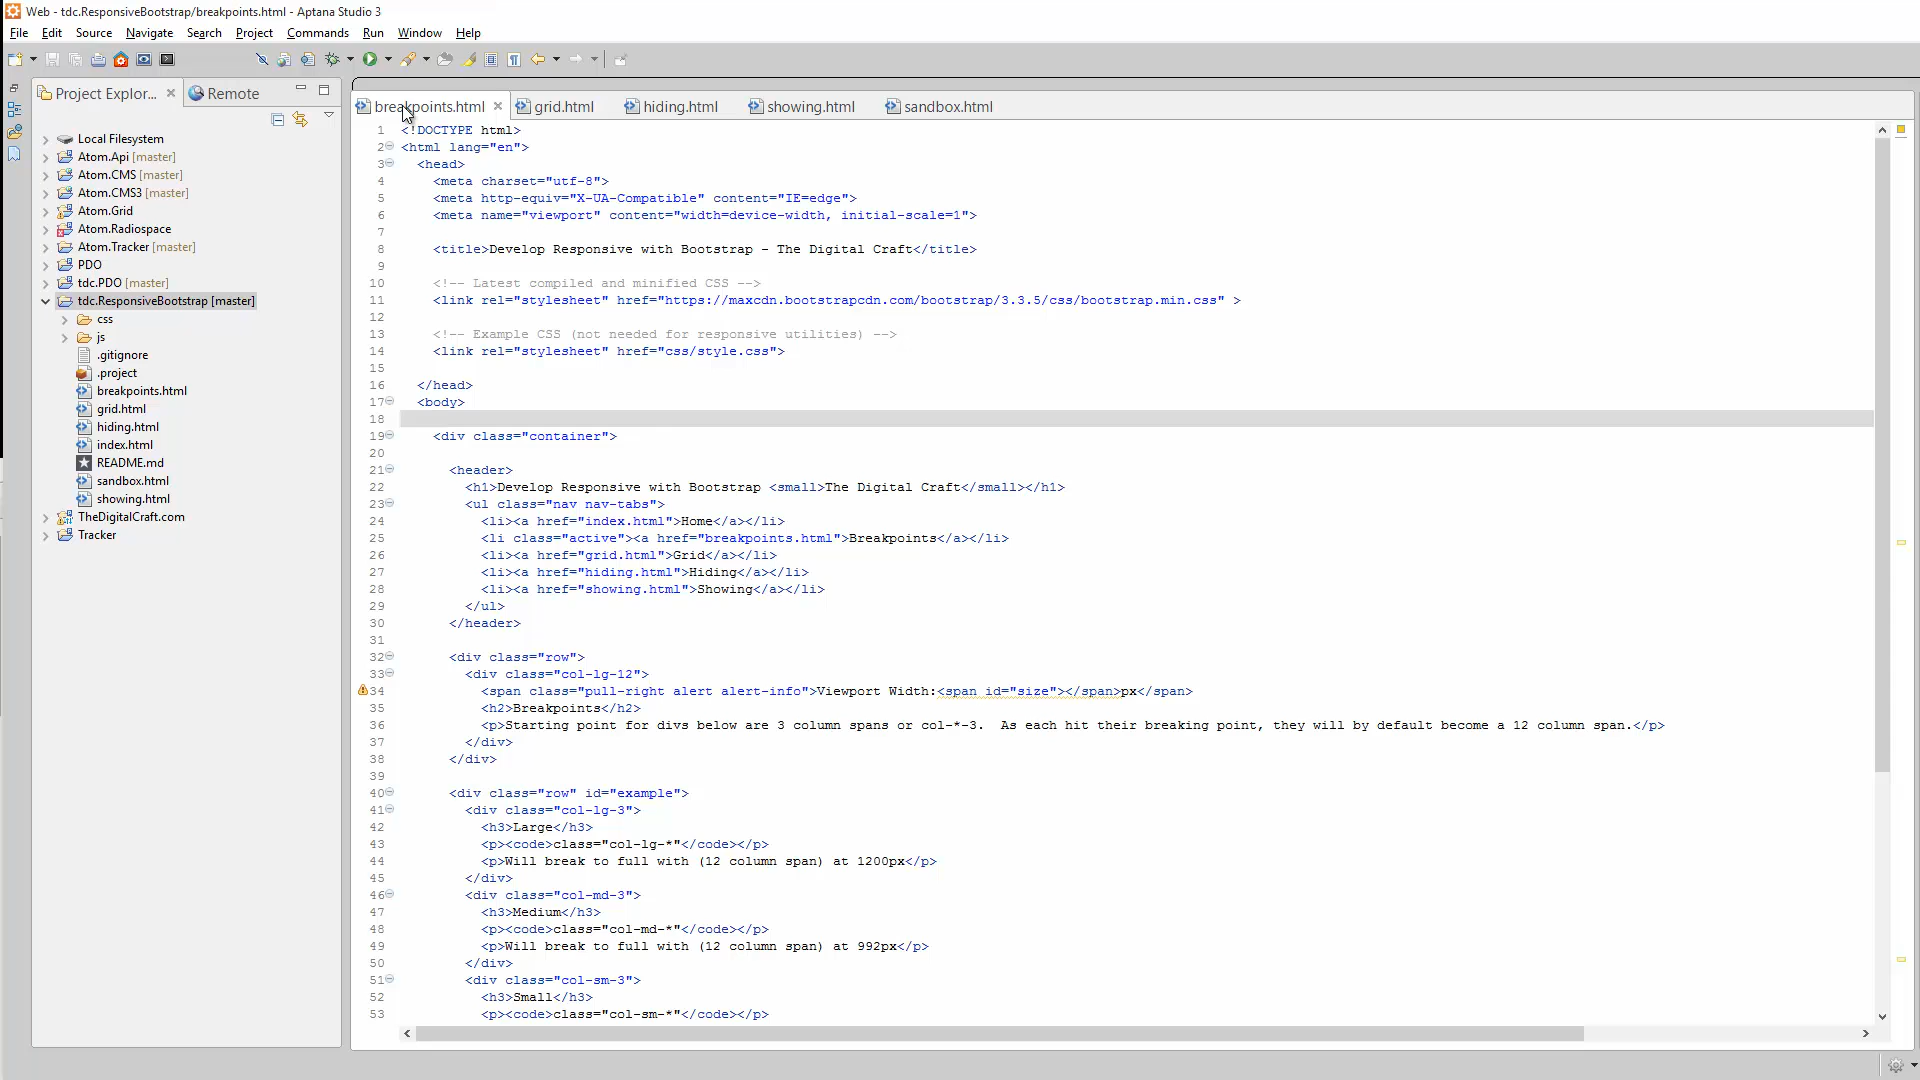 Web - tdc.ResponsiveBootstrap/breakpoints.html - Aptana Studio 3
File Edit Source Navigate Search Project Commands Run Window Help
Project Explor... Remote
breakpoints.html grid.html hiding.html showing.html sandbox.html
Local Filesystem
Atom.Api [master]
Atom.CMS [master]
Atom.CMS3 [master]
Atom.Grid
Atom.Radiospace
Atom.Tracker [master]
PDO
tdc.PDO [master]
tdc.ResponsiveBootstrap [master]
css
js
.gitignore
.project
breakpoints.html
grid.html
hiding.html
index.html
README.md
sandbox.html
showing.html
TheDigitalCraft.com
Tracker
1 <!DOCTYPE html>
2 <html lang="en">
3 <head>
4 <meta charset="utf-8">
5 <meta http-equiv="X-UA-Compatible" content="IE=edge">
6 <meta name="viewport" content="width=device-width, initial-scale=1">
7
8 <title>Develop Responsive with Bootstrap - The Digital Craft</title>
9
10 <!-- Latest compiled and minified CSS -->
11 <link rel="stylesheet" href="https://maxcdn.bootstrapcdn.com/bootstrap/3.3.5/css/bootstrap.min.css" >
12
13 <!-- Example CSS (not needed for responsive utilities) -->
14 <link rel="stylesheet" href="css/style.css">
15
16 </head>
17 <body>
18
19 <div class="container">
20
21 <header>
22 <h1>Develop Responsive with Bootstrap <small>The Digital Craft</small></h1>
23 <ul class="nav nav-tabs">
24 <li><a href="index.html">Home</a></li>
25 <li class="active"><a href="breakpoints.html">Breakpoints</a></li>
26 <li><a href="grid.html">Grid</a></li>
27 <li><a href="hiding.html">Hiding</a></li>
28 <li><a href="showing.html">Showing</a></li>
29 </ul>
30 </header>
31
32 <div class="row">
33 <div class="col-lg-12">
34 <span class="pull-right alert alert-info">Viewport Width:<span id="size"></span>px</span>
35 <h2>Breakpoints</h2>
36 <p>Starting point for divs below are 3 column spans or col-*-3.  As each hit their breaking point, they will by default become a 12 column span.</p>
37 </div>
38 </div>
39
40 <div class="row" id="example">
41 <div class="col-lg-3">
42 <h3>Large</h3>
43 <p><code>class="col-lg-*"</code></p>
44 <p>Will break to full with (12 column span) at 1200px</p>
45 </div>
46 <div class="col-md-3">
47 <h3>Medium</h3>
48 <p><code>class="col-md-*"</code></p>
49 <p>Will break to full with (12 column span) at 992px</p>
50 </div>
51 <div class="col-sm-3">
52 <h3>Small</h3>
53 <p><code>class="col-sm-*"</code></p>